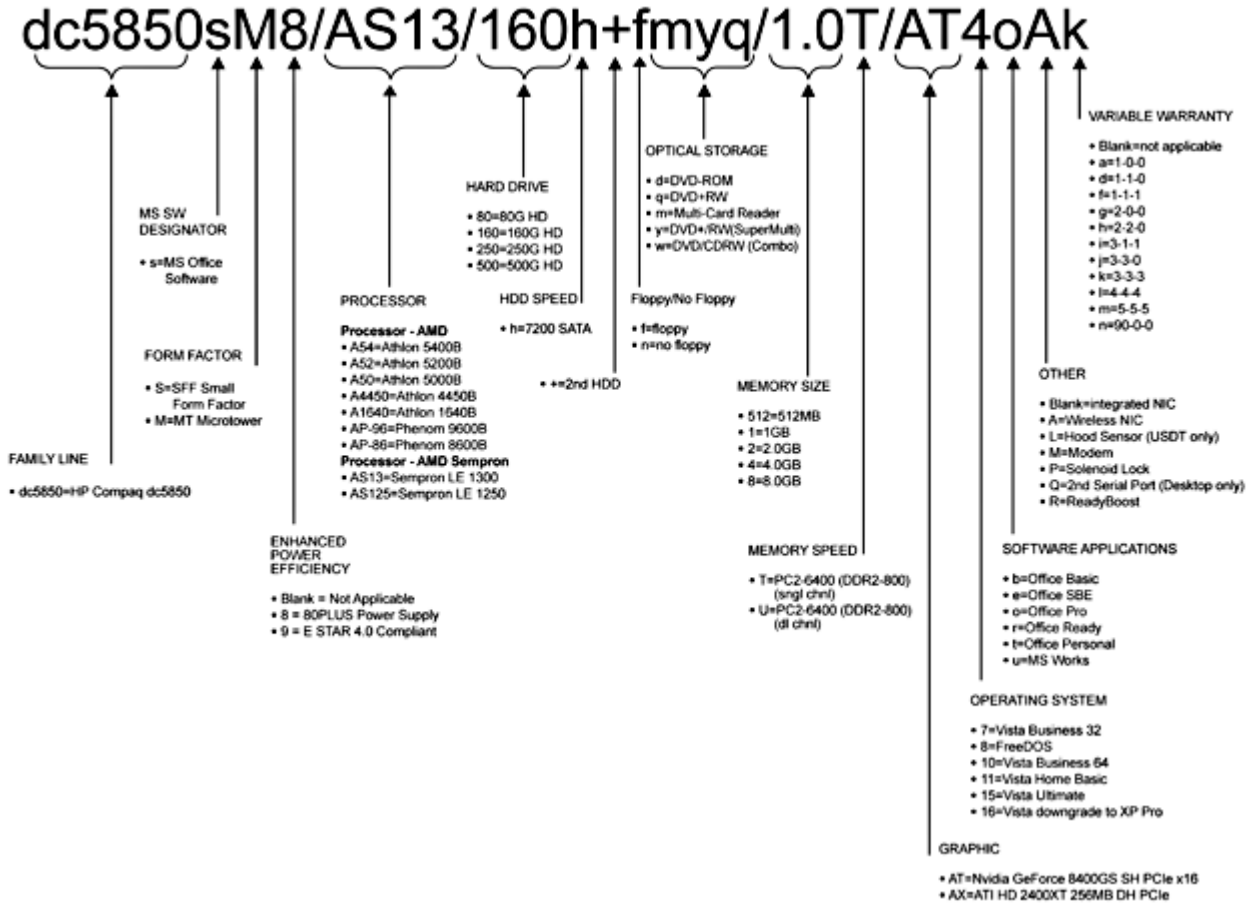 dc5850sM8/AS13/160h+fmyq/1.0T/AT4oAk
FAMILY LINE
• dc5850=HP Compaq dc5850
MS SW
DESIGNATOR
• s=MS Office
Software
FORM FACTOR
• S=SFF Small
Form Factor
• M=MT Microtower
ENHANCED
POWER
EFFICIENCY
• Blank = Not Applicable
• 8 = 80PLUS Power Supply
• 9 = E STAR 4.0 Compliant
PROCESSOR
Processor - AMD
• A54=Athlon 5400B
• A52=Athlon 5200B
• A50=Athlon 5000B
• A4450=Athlon 4450B
• A1640=Athlon 1640B
• AP-96=Phenom 9600B
• AP-86=Phenom 8600B
Processor - AMD Sempron
• AS13=Sempron LE 1300
• AS125=Sempron LE 1250
HARD DRIVE
• 80=80G HD
• 160=160G HD
• 250=250G HD
• 500=500G HD
HDD SPEED
• h=7200 SATA
• +=2nd HDD
Floppy/No Floppy
• f=floppy
• n=no floppy
OPTICAL STORAGE
• d=DVD-ROM
• q=DVD+RW
• m=Multi-Card Reader
• y=DVD+/RW(SuperMulti)
• w=DVD/CDRW (Combo)
MEMORY SIZE
• 512=512MB
• 1=1GB
• 2=2.0GB
• 4=4.0GB
• 8=8.0GB
MEMORY SPEED
• T=PC2-6400 (DDR2-800)
(sngl chnl)
• U=PC2-6400 (DDR2-800)
(dl chnl)
GRAPHIC
• AT=Nvidia GeForce 8400GS SH PCIe x16
• AX=ATI HD 2400XT 256MB DH PCIe
OPERATING SYSTEM
• 7=Vista Business 32
• 8=FreeDOS
• 10=Vista Business 64
• 11=Vista Home Basic
• 15=Vista Ultimate
• 16=Vista downgrade to XP Pro
SOFTWARE APPLICATIONS
• b=Office Basic
• e=Office SBE
• o=Office Pro
• r=Office Ready
• t=Office Personal
• u=MS Works
OTHER
• Blank=integrated NIC
• A=Wireless NIC
• L=Hood Sensor (USDT only)
• M=Modem
• P=Solenoid Lock
• Q=2nd Serial Port (Desktop only)
• R=ReadyBoost
VARIABLE WARRANTY
• Blank=not applicable
• a=1-0-0
• d=1-1-0
• f=1-1-1
• g=2-0-0
• h=2-2-0
• i=3-1-1
• j=3-3-0
• k=3-3-3
• l=4-4-4
• m=5-5-5
• n=90-0-0